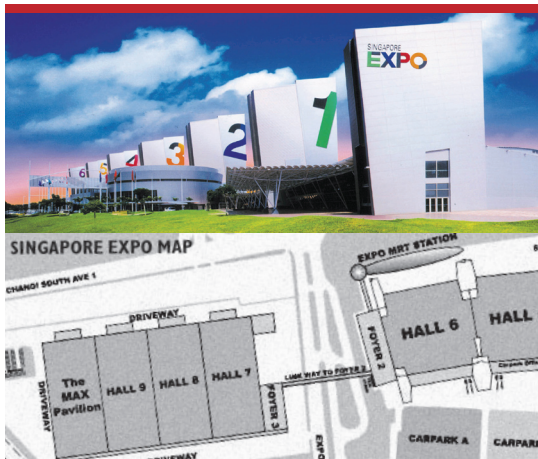 SINGAPORE
EXPO
6 5 4 3 2 1
SINGAPORE EXPO MAP
EXPO MRT STATION
CHANGI SOUTH AVE 1
DRIVEWAY
FOYER 2
HALL 6
HALL
The
MAX
Pavilion
HALL 9
HALL 8
HALL 7
LINK WAY TO FOYER 2
DRIVEWAY
FOYER 3
DRIVEWAY
EXPO
CARPARK A
CARPARK